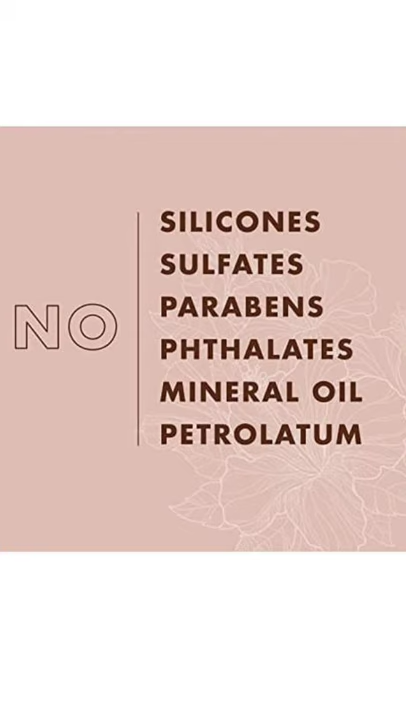 NO
SILICONES
SULFATES
PARABENS
PHTHALATES
MINERAL OIL
PETROLATUM